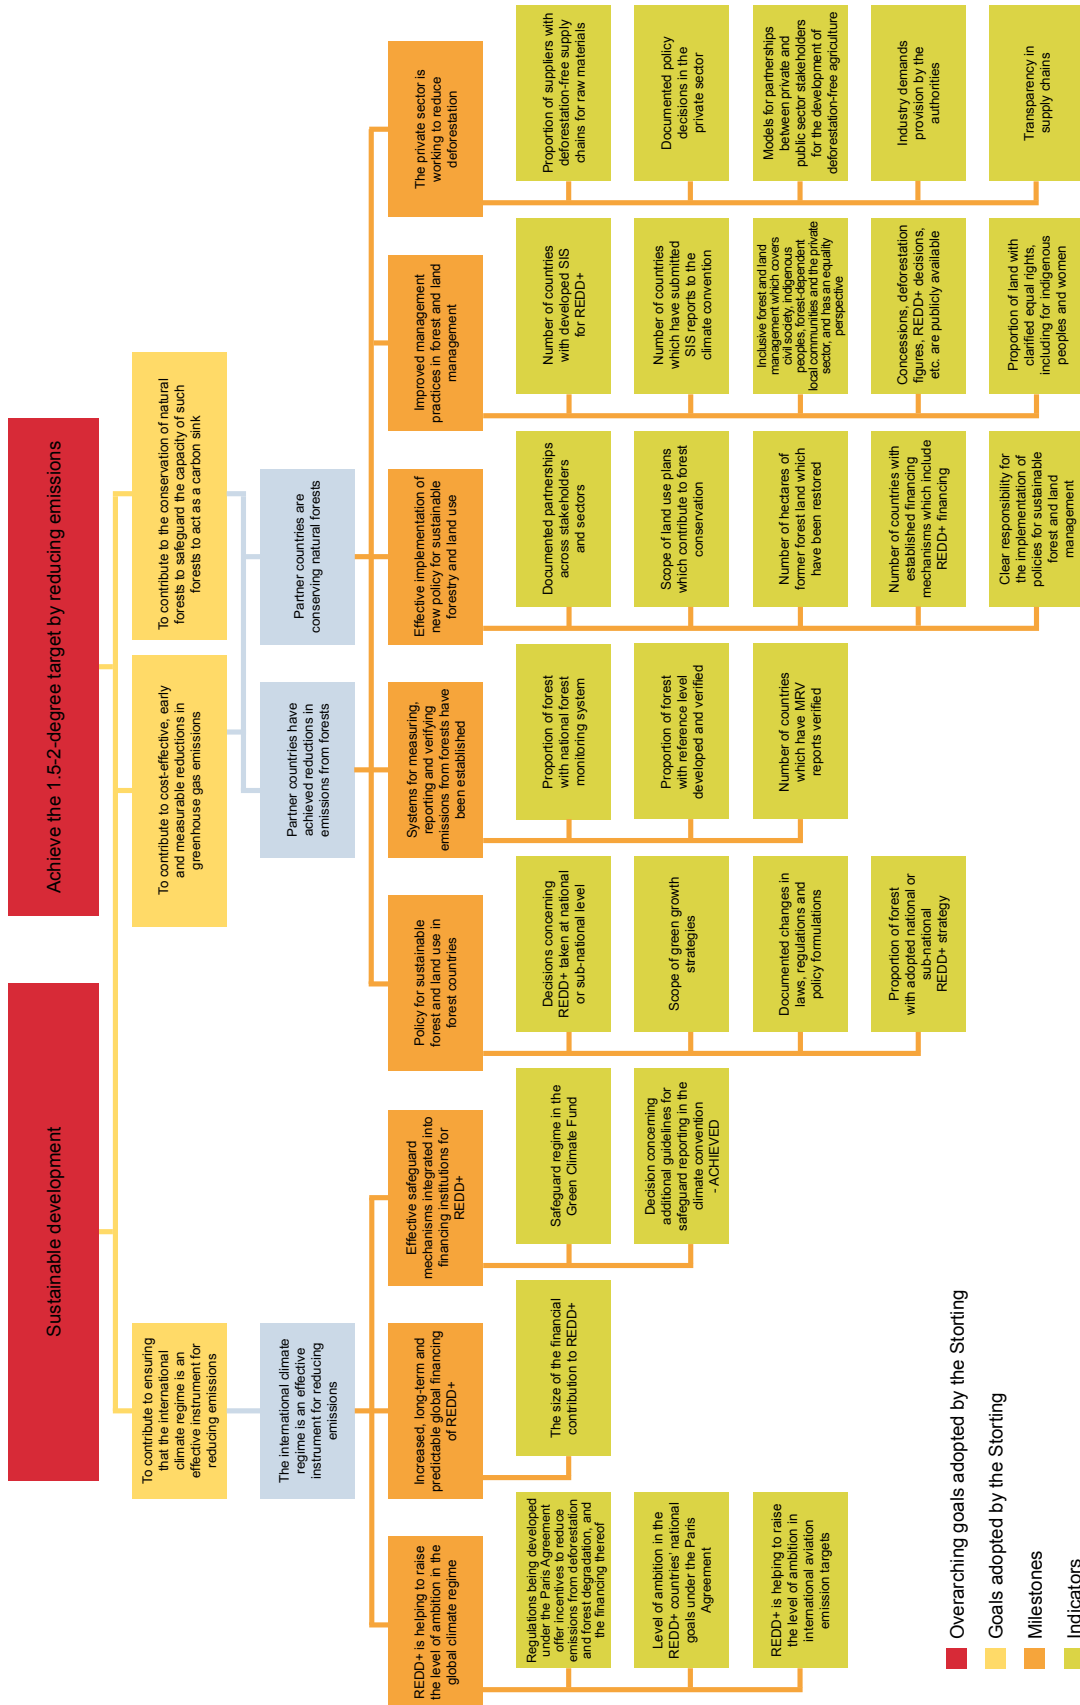 Sustainable development
Achieve the 1.5-2-degree target by reducing emissions
To contribute to ensuring
that the international
climate regime is an
effective instrument for
reducing emissions
To contribute to cost-effective, early
and measurable reductions in
greenhouse gas emissions
To contribute to the conservation of natural
forests to safeguard the capacity of such
forests to act as a carbon sink
The international climate
regime is an effective
instrument for reducing
emissions
Partner countries have
achieved reductions in
emissions from forests
Partner countries are
conserving natural forests
REDD+ is helping to raise
the level of ambition in the
global climate regime
Increased, long-term and
predictable global financing
of REDD+
Effective safeguard
mechanisms integrated into
financing institutions for
REDD+
Policy for sustainable
forest and land use in
forest countries
Systems for measuring,
reporting and verifying
emissions from forests have
been established
Effective implementation of
new policy for sustainable
forestry and land use
Improved management
practices in forest and land
management
The private sector is
working to reduce
deforestation
Regulations being developed
under the Paris Agreement
offer incentives to reduce
emissions from deforestation
and forest degradation, and
the financing thereof
Level of ambition in the
REDD+ countries' national
goals under the Paris
Agreement
REDD+ is helping to raise
the level of ambition in
international aviation
emission targets
The size of the financial
contribution to REDD+
Safeguard regime in the
Green Climate Fund
Decision concerning
additional guidelines for
safeguard reporting in the
climate convention
- ACHIEVED
Decisions concerning
REDD+ taken at national
or sub-national level
Scope of green growth
strategies
Documented changes in
laws, regulations and
policy formulations
Proportion of forest
with adopted national or
sub-national
REDD+ strategy
Proportion of forest
with national forest
monitoring system
Proportion of forest
with reference level
developed and verified
Number of countries
which have MRV
reports verified
Documented partnerships
across stakeholders
and sectors
Scope of land use plans
which contribute to forest
conservation
Number of hectares of
former forest land which
have been restored
Number of countries with
established financing
mechanisms which include
REDD+ financing
Clear responsibility for
the implementation of
policies for sustainable
forest and land
management
Number of countries
with developed SIS
for REDD+
Number of countries
which have submitted
SIS reports to the
climate convention
Inclusive forest and land
management which covers
civil society, indigenous
peoples, forest-dependent
local communities and the private
sector, and has an equality
perspective
Concessions, deforestation
figures, REDD+ decisions,
etc. are publicly available
Proportion of land with
clarified equal rights,
including for indigenous
peoples and women
Proportion of suppliers with
deforestation-free supply
chains for raw materials
Documented policy
decisions in the
private sector
Models for partnerships
between private and
public sector stakeholders
for the development of
deforestation-free agriculture
Industry demands
provision by the
authorities
Transparency in
supply chains
Overarching goals adopted by the Storting
Goals adopted by the Storting
Milestones
Indicators